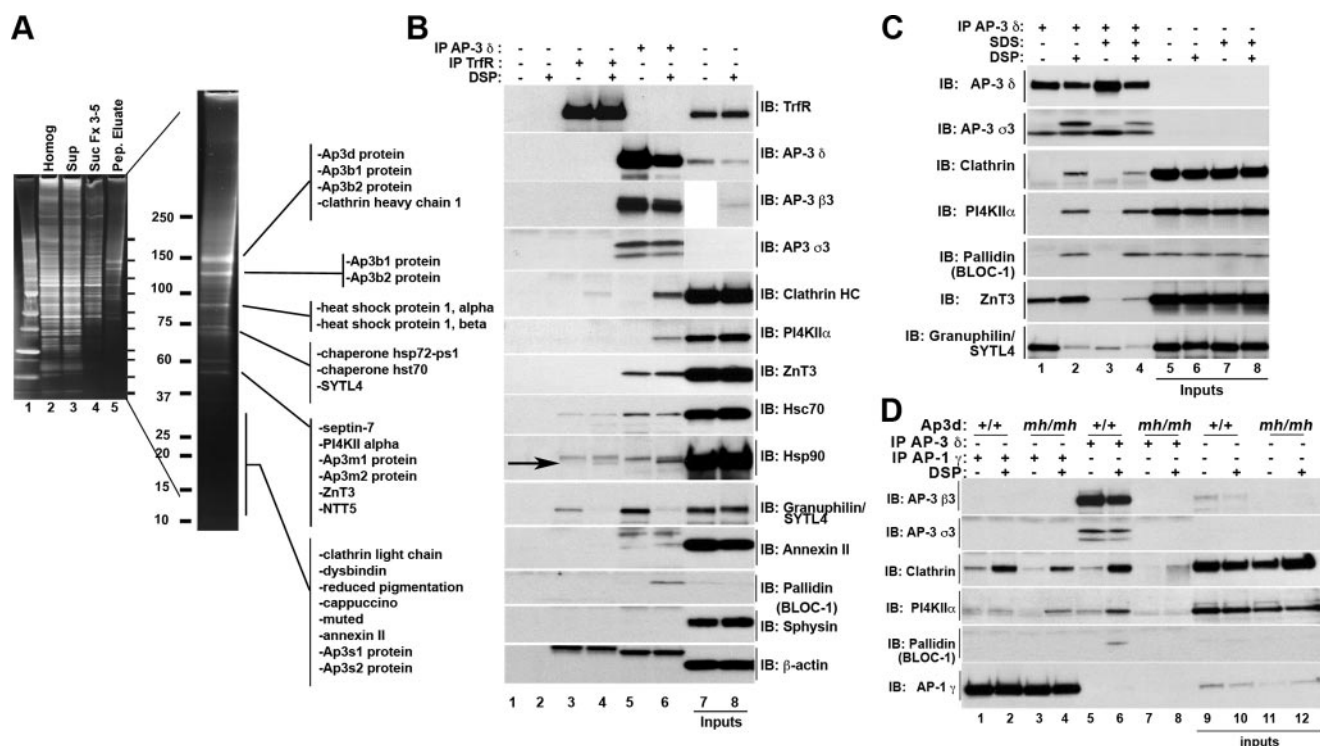 A
Homog
Sup
Suc Fx 3-5
Pep. Eluate
250
150
100
75
60
37
25
20
15
10
1 2 3 4 5
-Ap3d protein
-Ap3b1 protein
-Ap3b2 protein
-clathrin heavy chain 1
-Ap3b1 protein
-Ap3b2 protein
-heat shock protein 1, alpha
-heat shock protein 1, beta
-chaperone hsp72-ps1
-chaperone hst70
-SYTL4
-septin-7
-PI4KII alpha
-Ap3m1 protein
-Ap3m2 protein
-ZnT3
-NTT5
-clathrin light chain
-dysbindin
-reduced pigmentation
-cappuccino
-muted
-annexin II
-Ap3s1 protein
-Ap3s2 protein
B
IP AP-3 δ : - - - - + + - -
IP TrfR : - - + + - - - -
DSP: - + - + - + - +
IB: TrfR
IB: AP-3 δ
IB: AP-3 β3
IB: AP3 σ3
IB: Clathrin HC
IB: PI4KIIα
IB: ZnT3
IB: Hsc70
IB: Hsp90
IB: Granuphilin/
SYTL4
IB: Annexin II
IB: Pallidin
(BLOC-1)
IB: Sphysin
IB: β-actin
1 2 3 4 5 6 7 8
Inputs
C
IP AP-3 δ: + + + + - - - -
SDS: - - + + - - + +
DSP: - + - + - + - +
IB: AP-3 δ
IB: AP-3 σ3
IB: Clathrin
IB: PI4KIIα
IB: Pallidin
(BLOC-1)
IB: ZnT3
IB: Granuphilin/
SYTL4
1 2 3 4 5 6 7 8
Inputs
D
Ap3d: +/+ mh/mh +/+ mh/mh +/+ mh/mh
IP AP-3 δ: - - - - + + + + - - - -
IP AP-1 γ: + + + + - - - - - - - -
DSP: - + - + - + - + - + - +
IB: AP-3 β3
IB: AP-3 σ3
IB: Clathrin
IB: PI4KIIα
IB: Pallidin
(BLOC-1)
IB: AP-1 γ
1 2 3 4 5 6 7 8 9 10 11 12
inputs